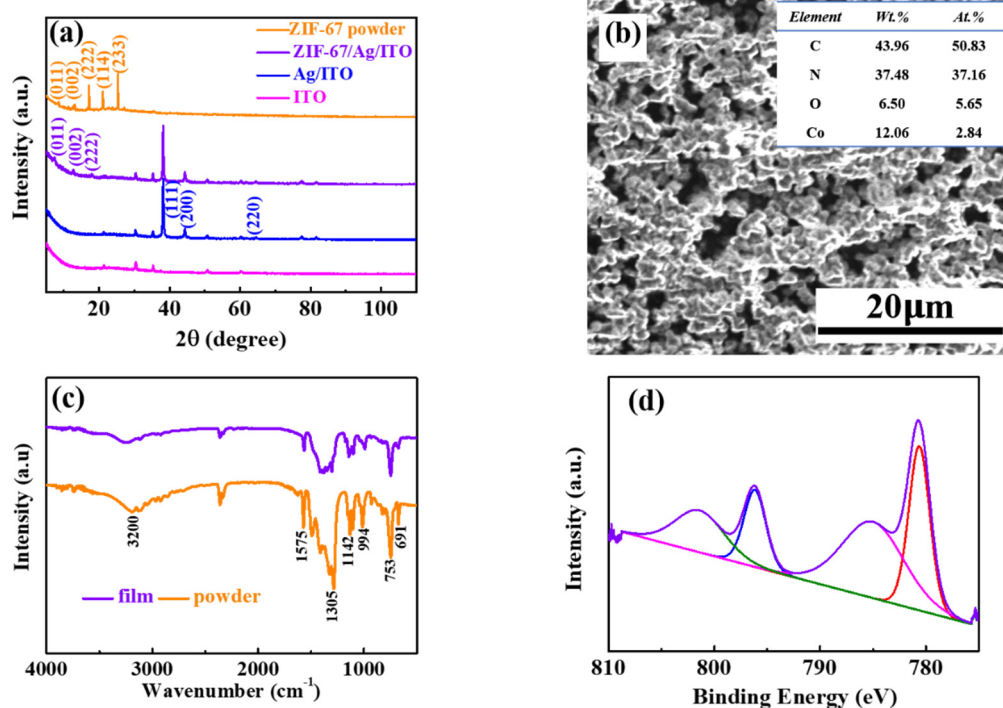 (a)
ZIF-67 powder
ZIF-67/Ag/ITO
Ag/ITO
ITO
(011)
(002)
(222)
(114)
(233)
(011)
(002)
(222)
(111)
(200)
(220)
Intensity (a.u.)
20 40 60 80 100
2θ (degree)
(b)
Element Wt.% At.%
C 43.96 50.83
N 37.48 37.16
O 6.50 5.65
Co 12.06 2.84
20μm
(c)
Intensity (a.u)
3200
1575
1305
1142
994
753
691
film powder
4000 3000 2000 1000
Wavenumber (cm⁻¹)
(d)
Intensity (a.u.)
810 800 790 780
Binding Energy (eV)